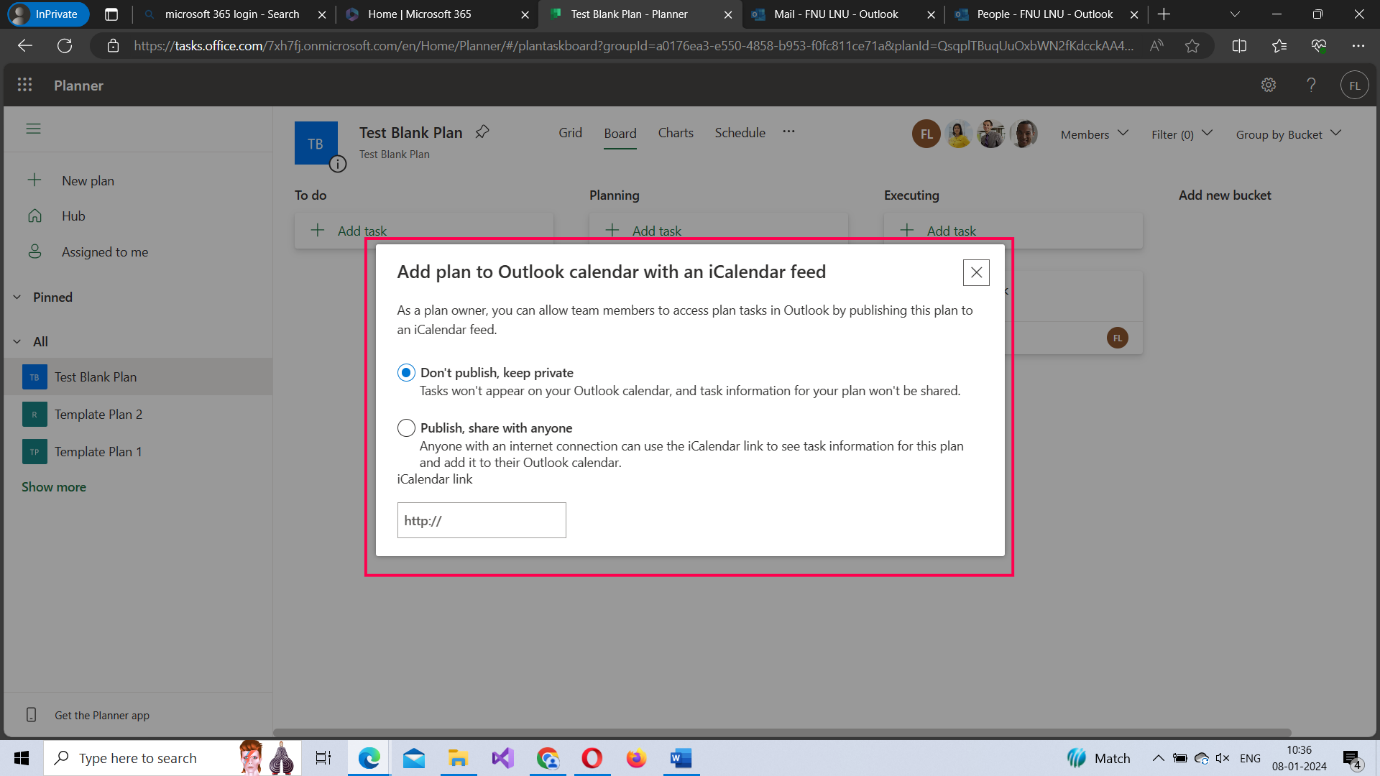 InPrivate
microsoft 365 login - Search
Home | Microsoft 365
Test Blank Plan - Planner
Mail - FNU LNU - Outlook
People - FNU LNU - Outlook
https://tasks.office.com/7xh7fj.onmicrosoft.com/en/Home/Planner/#/plantaskboard?groupId=a0176ea3-e550-4858-b953-f0fc811ce71a&planId=QsqplTBuqUuOxbWN2fKdcckAA4...
Planner
FL
TB
Test Blank Plan
Test Blank Plan
Grid
Board
Charts
Schedule
FL
Members
Filter (0)
Group by Bucket
New plan
Hub
Assigned to me
Pinned
All
TB
Test Blank Plan
R
Template Plan 2
TP
Template Plan 1
Show more
Get the Planner app
To do
Planning
Executing
Add new bucket
Add task
Add task
Add task
FL
Add plan to Outlook calendar with an iCalendar feed
As a plan owner, you can allow team members to access plan tasks in Outlook by publishing this plan to
an iCalendar feed.
Don't publish, keep private
Tasks won't appear on your Outlook calendar, and task information for your plan won't be shared.
Publish, share with anyone
Anyone with an internet connection can use the iCalendar link to see task information for this plan
and add it to their Outlook calendar.
iCalendar link
http://
Type here to search
Match
ENG
10:36
08-01-2024
4